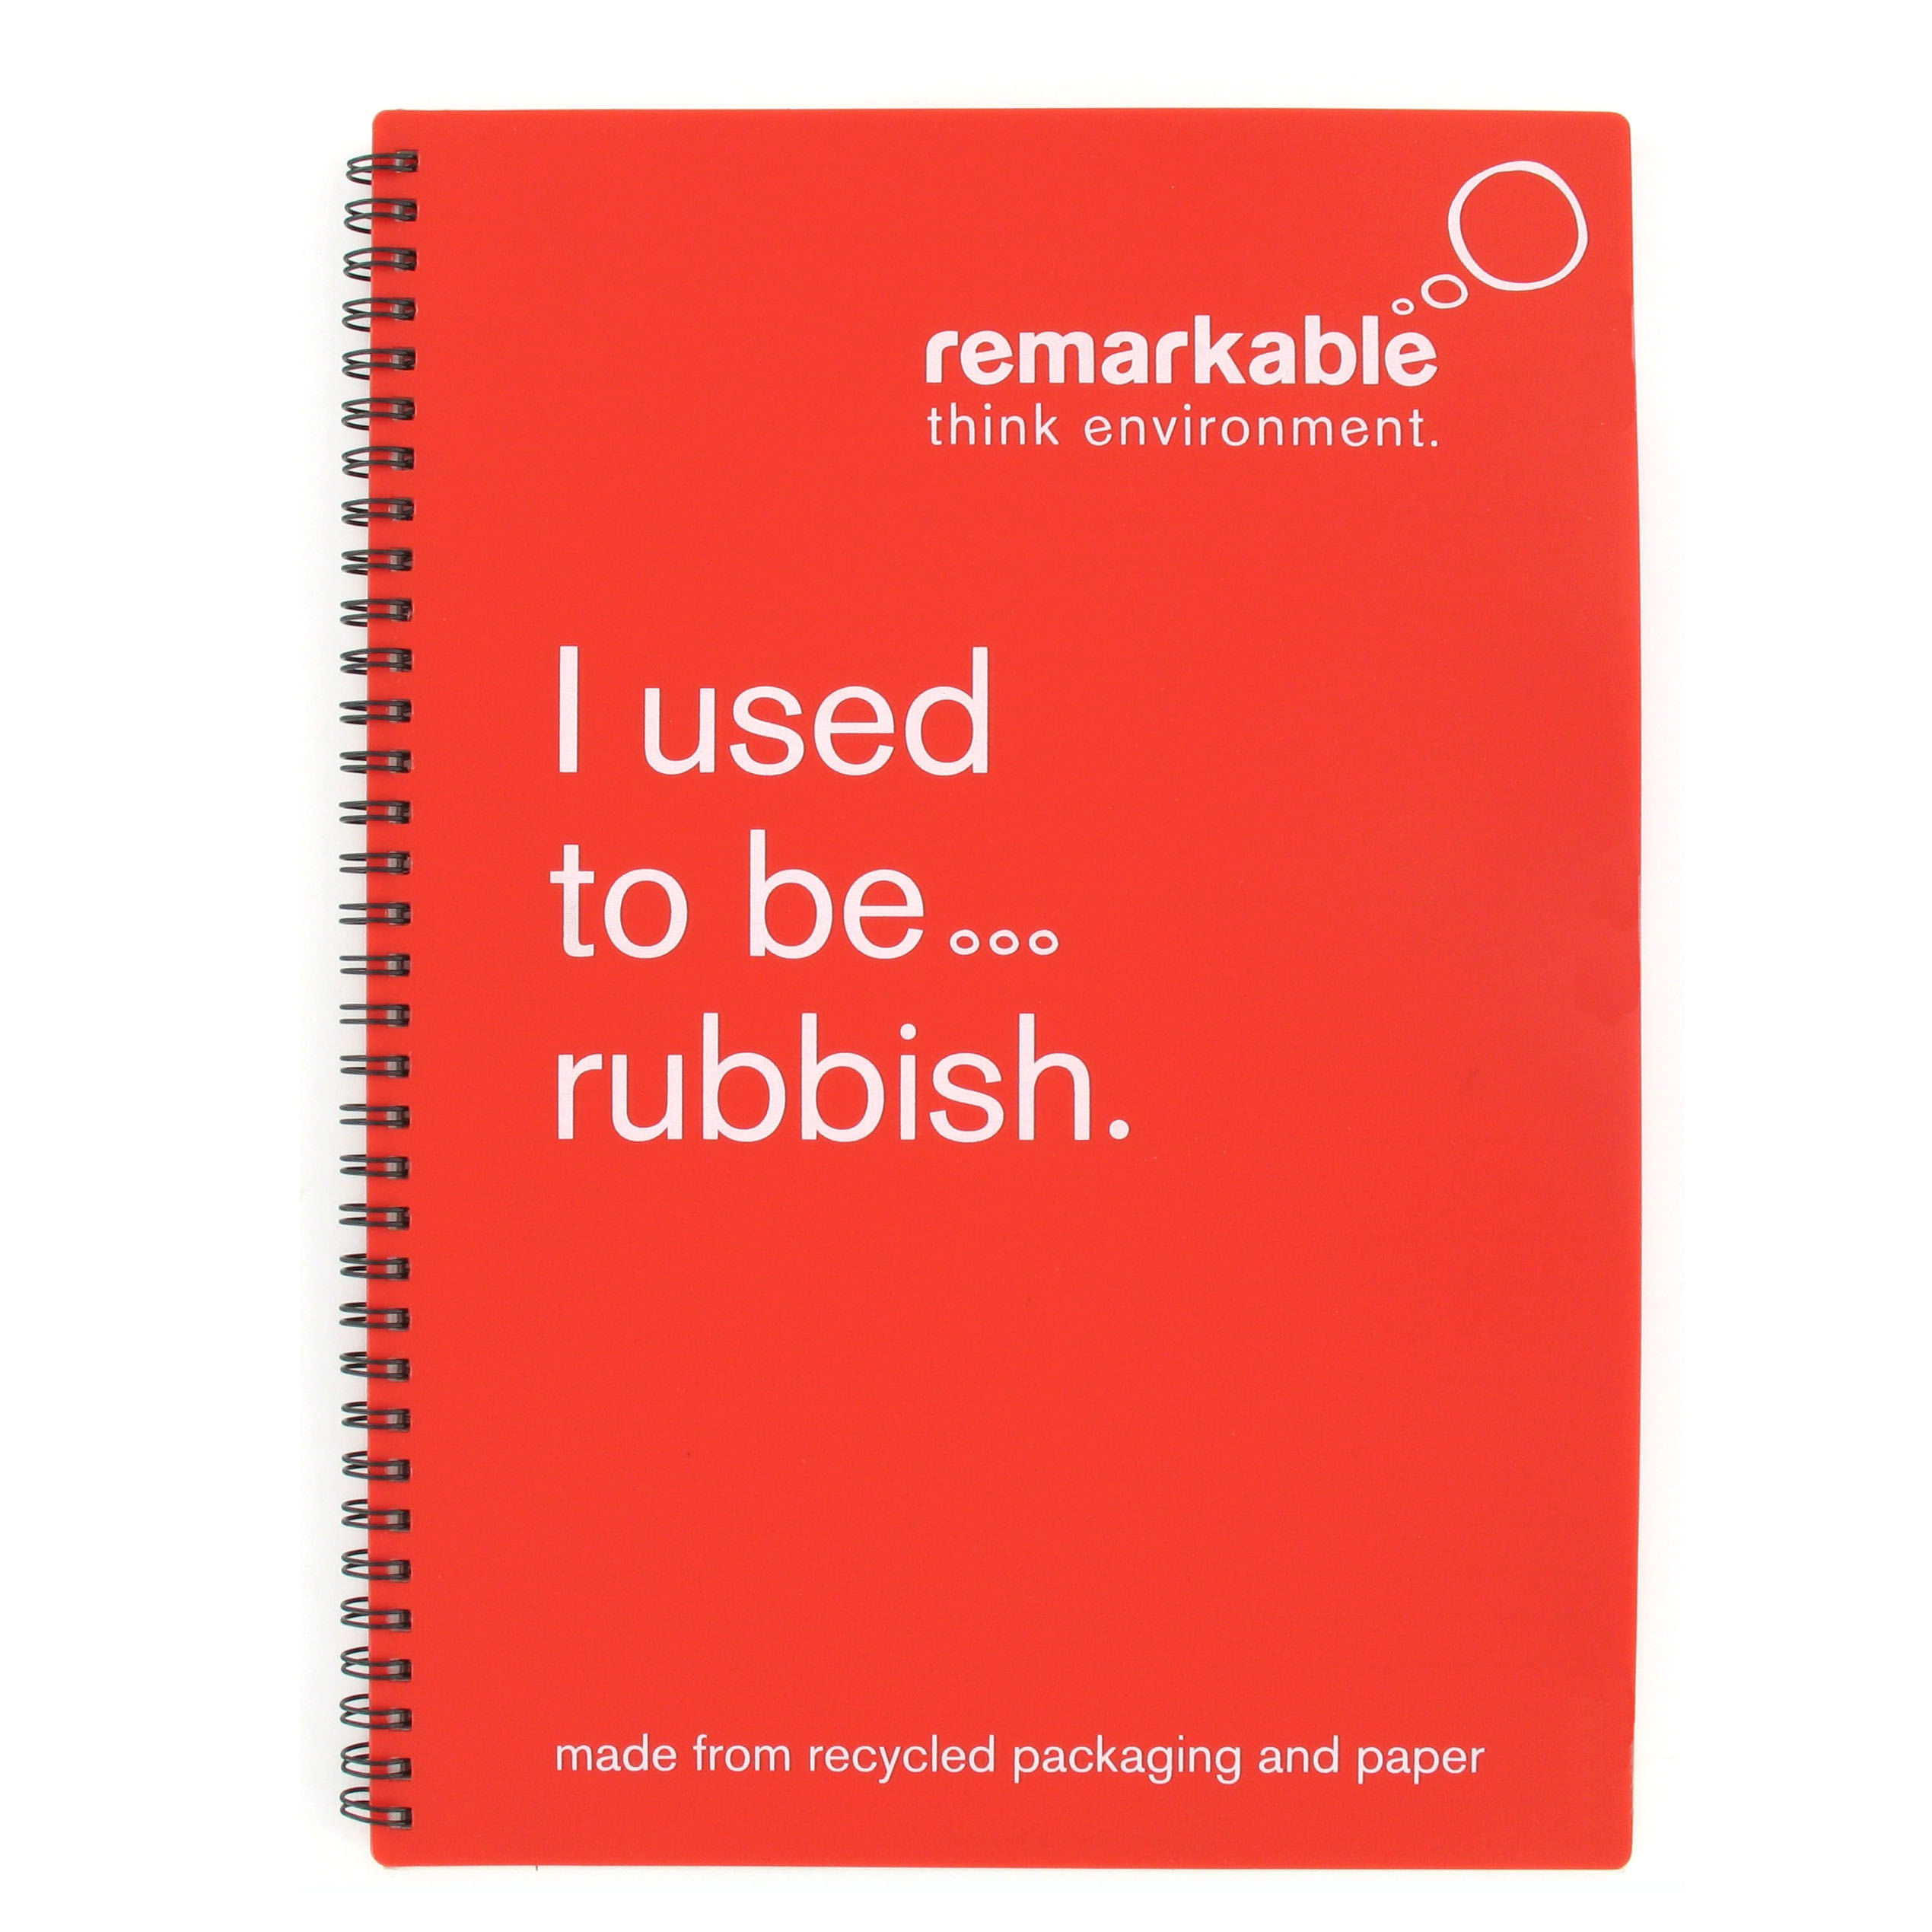 remarkable
think environment.
I used
to be...
rubbish.
made from recycled packaging and paper